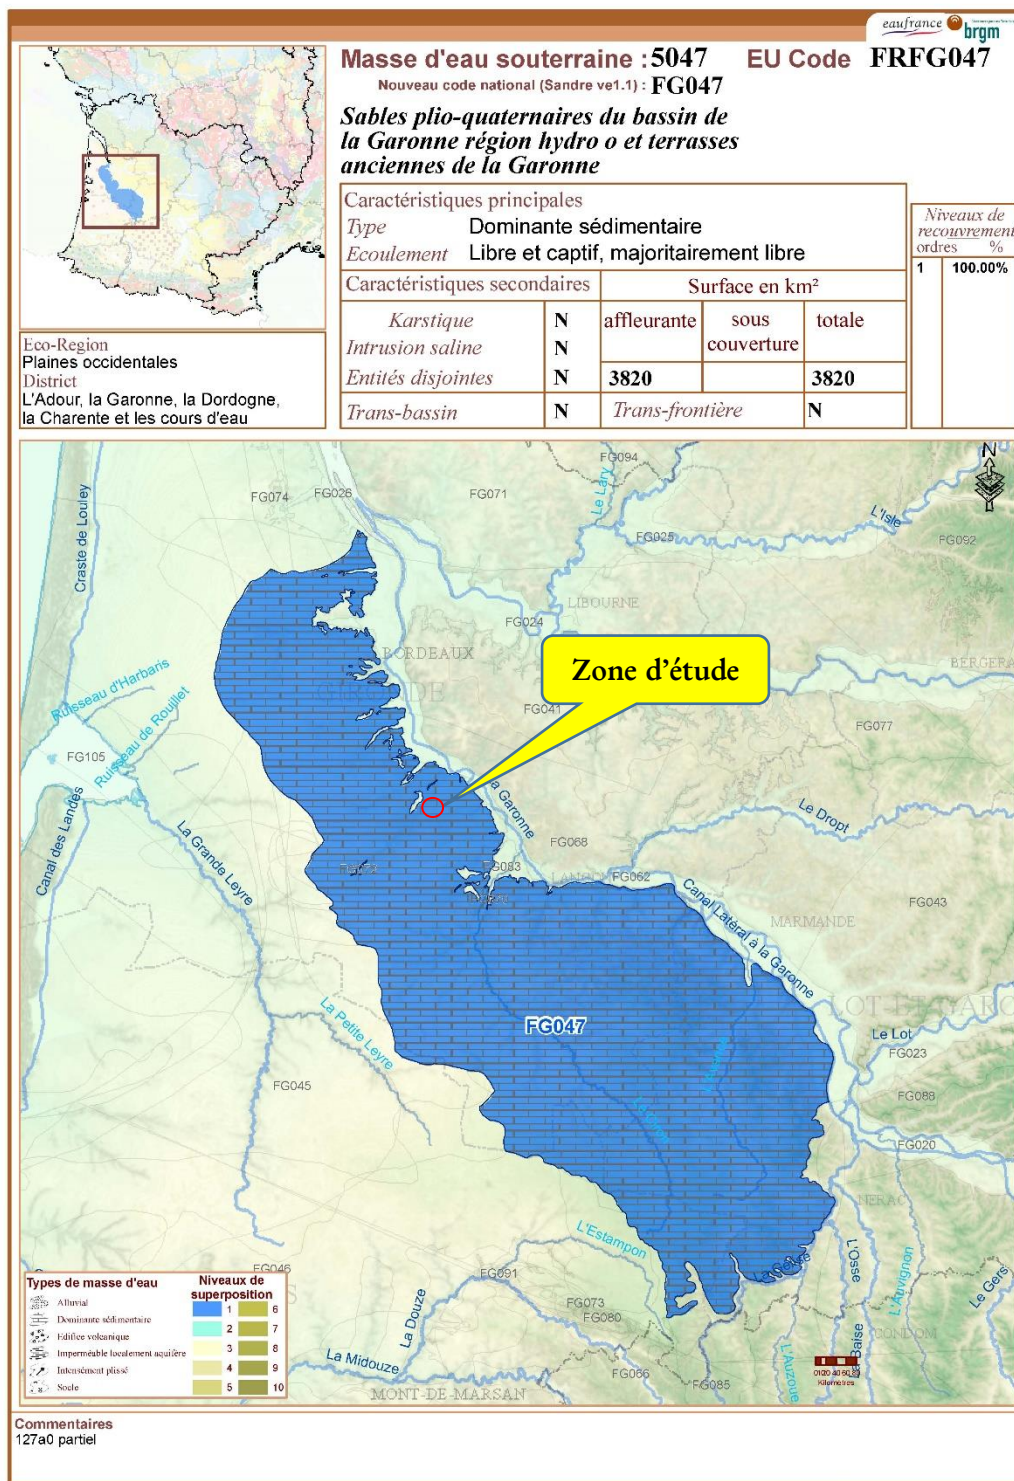 eaufrance
brgm
Masse d'eau souterraine : 5047 EU Code FRFG047
Nouveau code national (Sandre ve1.1) : FG047
Sables plio-quaternaires du bassin de
la Garonne région hydro o et terrasses
anciennes de la Garonne
Caractéristiques principales
Type Dominante sédimentaire
Ecoulement Libre et captif, majoritairement libre
Caractéristiques secondaires
Surface en km²
Karstique N
affleurante sous couverture totale
Intrusion saline N
Entités disjointes N 3820 3820
Trans-bassin N Trans-frontière N
Niveaux de
recouvrement
ordres %
1 100.00%
Eco-Region
Plaines occidentales
District
L'Adour, la Garonne, la Dordogne,
la Charente et les cours d'eau
N
FG094
Le Lary
FG074
FG026
FG071
Craste de Louley
L'Isle
FG025
FG092
LIBOURNE
FG024
BORDEAUX
GIRONDE
Zone d'étude
BERGERA
Ruisseau d'Harbaris
Ruisseau de Rouillet
FG041
FG077
FG105
la Garonne
Canal des Landes
La Grande Leyre
Le Dropt
FG068
FG083
FG062
Canal Latéral à la Garonne
FG043
MARMANDE
La Petite Leyre
FG047
LOT-ET-GARO
Le Lot
FG023
FG045
FG088
FG020
NERAC
L'Estampon
L'Osse
L'Auvignon
Le Gers
FG046
FG091
La Douze
FG073
FG080
CONDOM
Baise
La Midouze
FG066
FG085
L'Auzoue
MONT-DE-MARSAN
Kilometres
Types de masse d'eau
Alluvial
Dominante sédimentaire
Edifice volcanique
Imperméable localement aquifère
Intensément plissé
Socle
Niveaux de
superposition
1 6
2 7
3 8
4 9
5 10
Commentaires
127a0 partiel